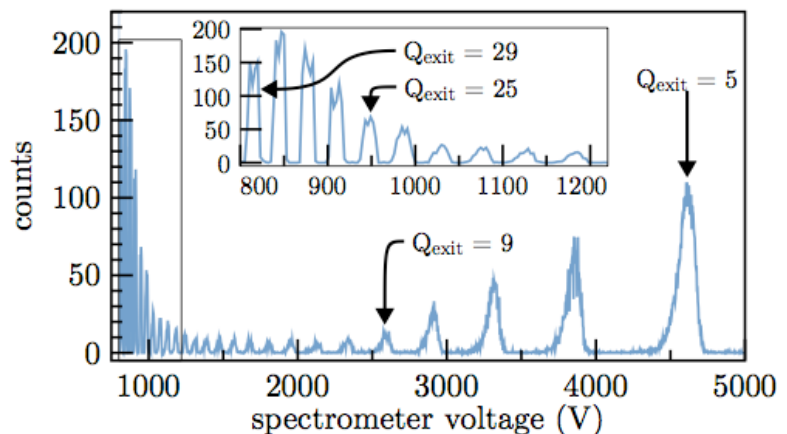 counts
200
150
100
50
0
200
150
100
50
0
800 900 1000 1100 1200
Q_exit = 29
Q_exit = 25
Q_exit = 5
Q_exit = 9
1000 2000 3000 4000 5000
spectrometer voltage (V)